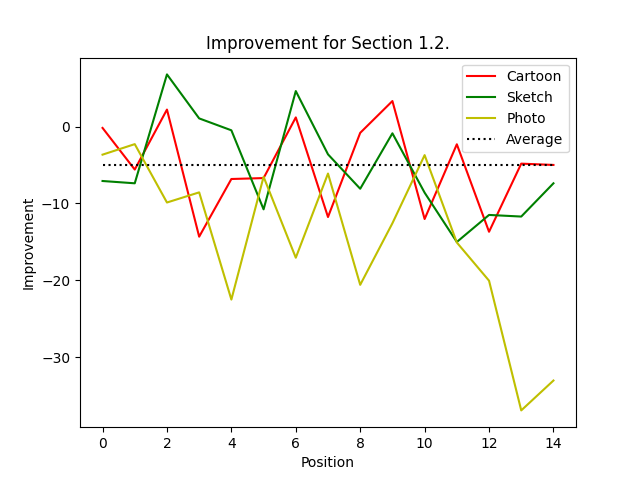 Improvement for Section 1.2.
Cartoon
Sketch
Photo
Average
Improvement
0
−10
−20
−30
0 2 4 6 8 10 12 14
Position